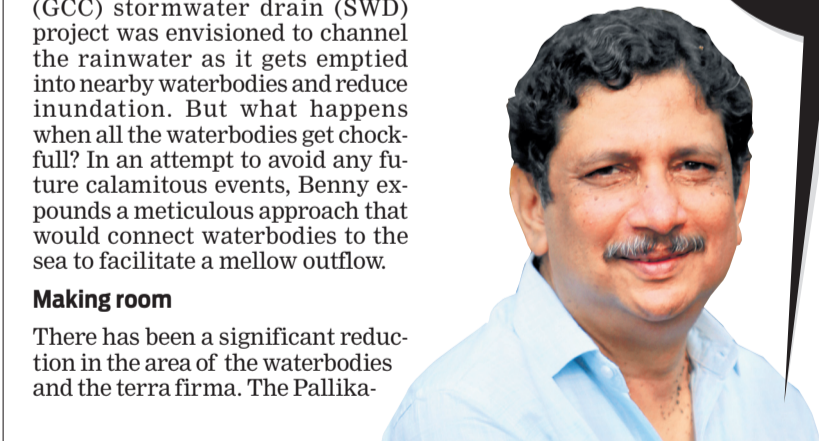 (GCC) stormwater drain (SWD)
project was envisioned to channel
the rainwater as it gets emptied
into nearby waterbodies and reduce
inundation. But what happens
when all the waterbodies get chock-
full? In an attempt to avoid any fu-
ture calamitous events, Benny ex-
pounds a meticulous approach that
would connect waterbodies to the
sea to facilitate a mellow outflow.
Making room
There has been a significant reduc-
tion in the area of the waterbodies
and the terra firma. The Pallika-